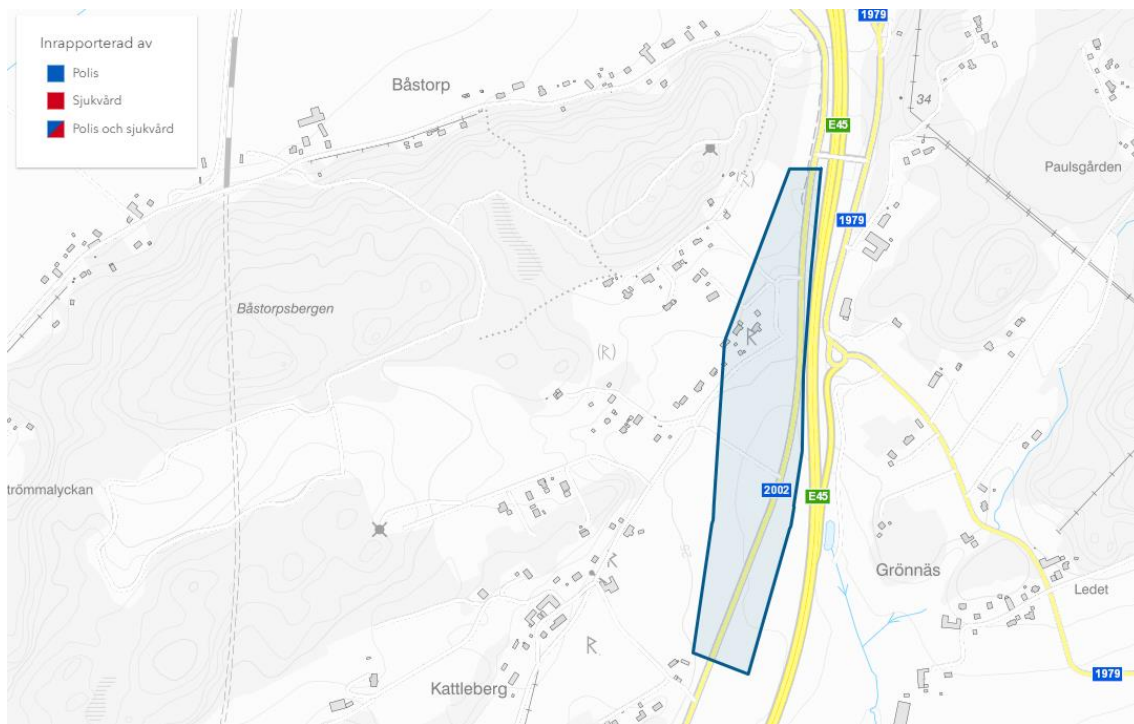 Inrapporterad av
Polis
Sjukvård
Polis och sjukvård
1979
Båstorp
34
E45
Paulsgården
(R)
1979
Båstorpsbergen
R
(R)
trömmalyckan
2002
E45
Grönnäs
Ledet
R
R
Kattleberg
1979